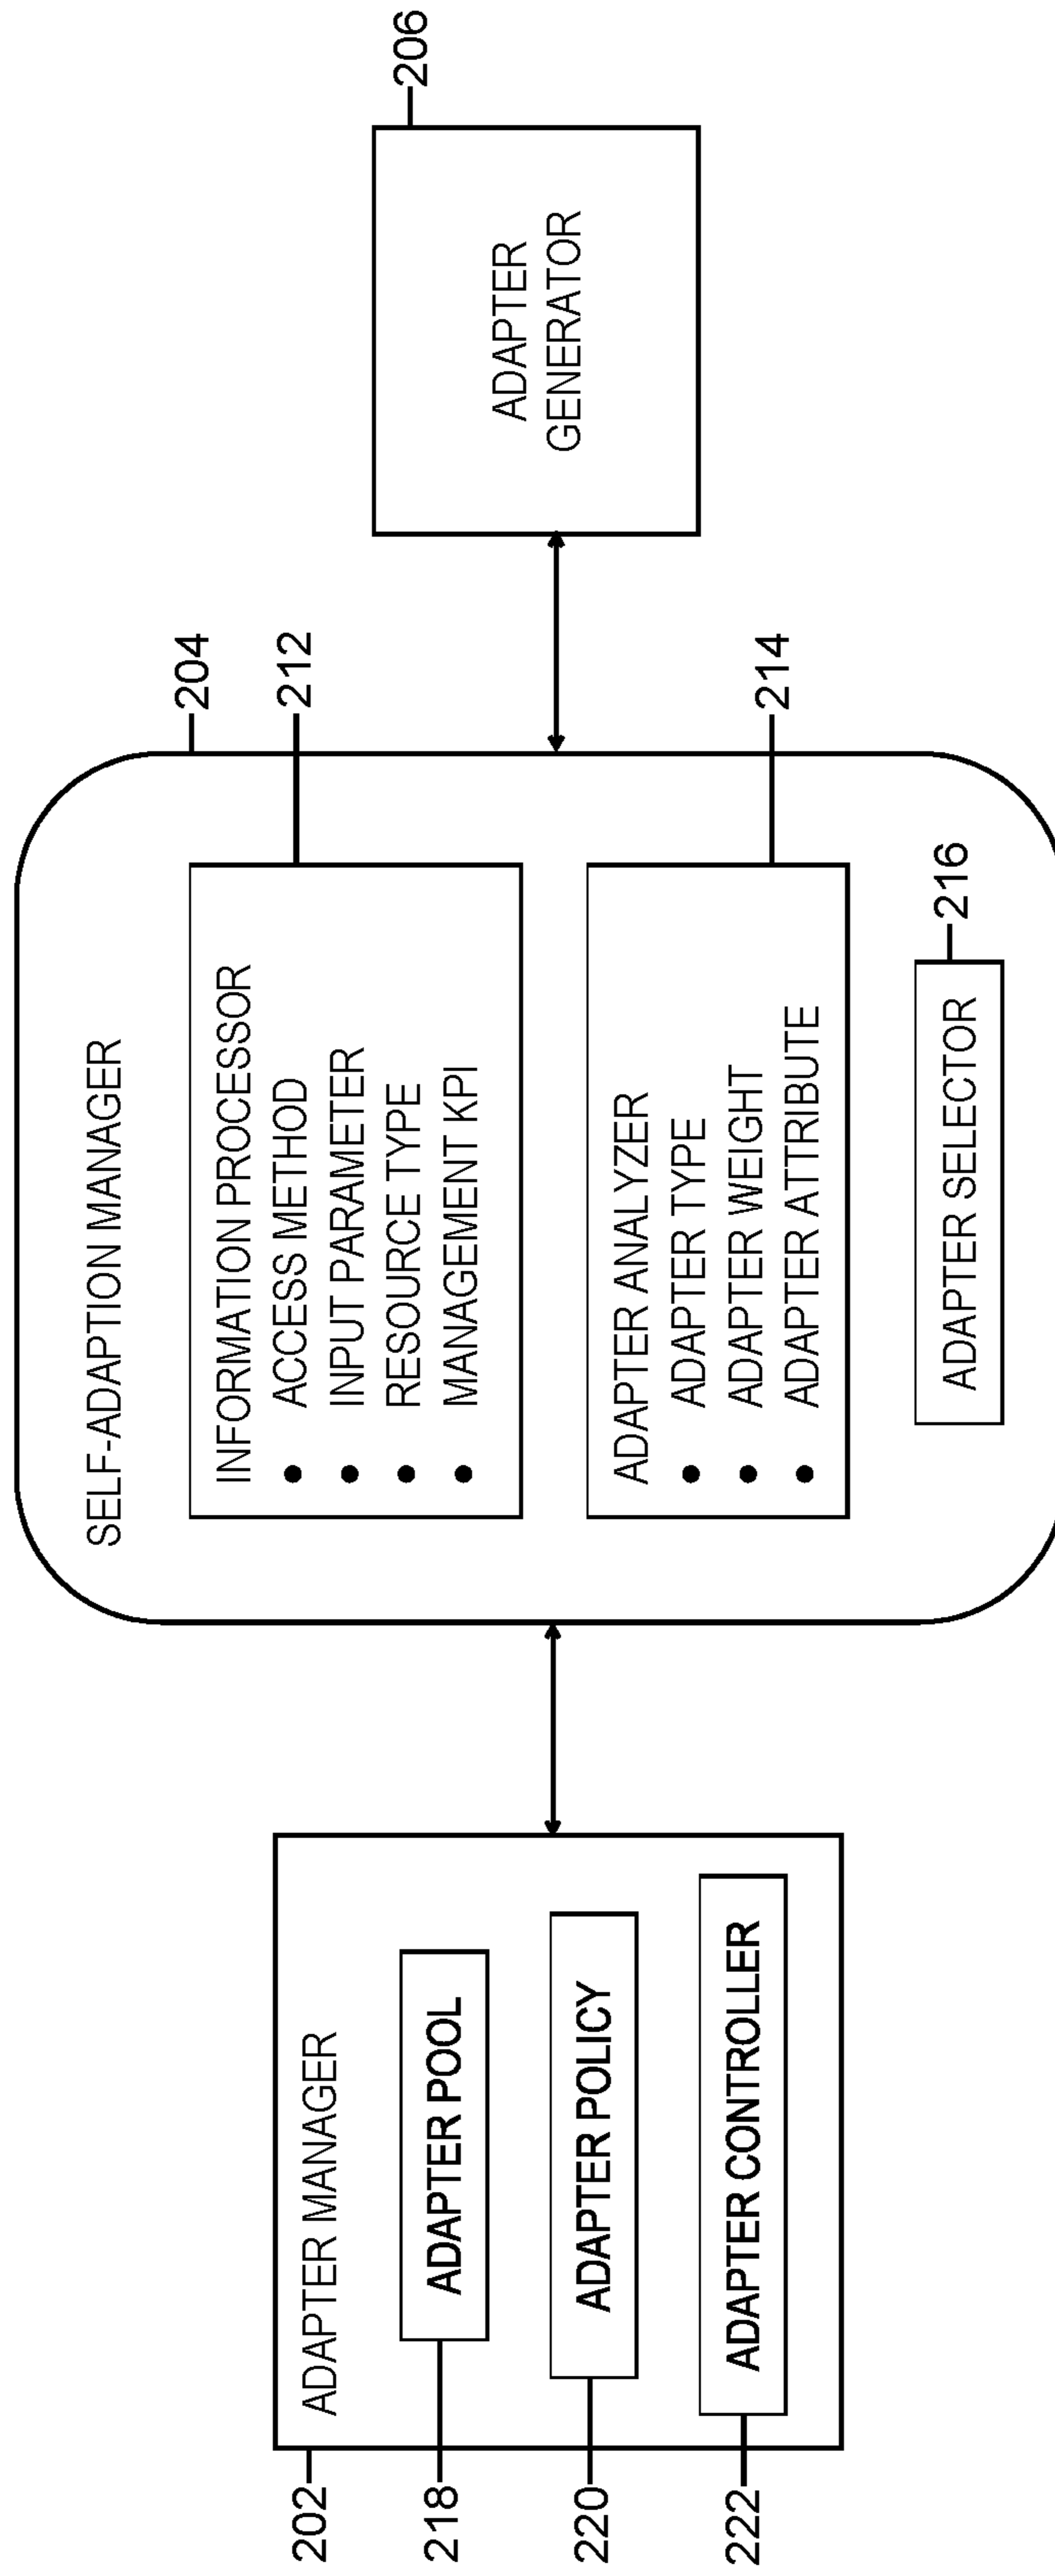 ADAPTER MANAGER
202
ADAPTER POOL
218
ADAPTER POLICY
220
ADAPTER CONTROLLER
222
SELF-ADAPTION MANAGER
204
INFORMATION PROCESSOR
• ACCESS METHOD
• INPUT PARAMETER
• RESOURCE TYPE
• MANAGEMENT KPI
212
ADAPTER ANALYZER
• ADAPTER TYPE
• ADAPTER WEIGHT
• ADAPTER ATTRIBUTE
214
ADAPTER SELECTOR
216
ADAPTER
GENERATOR
206